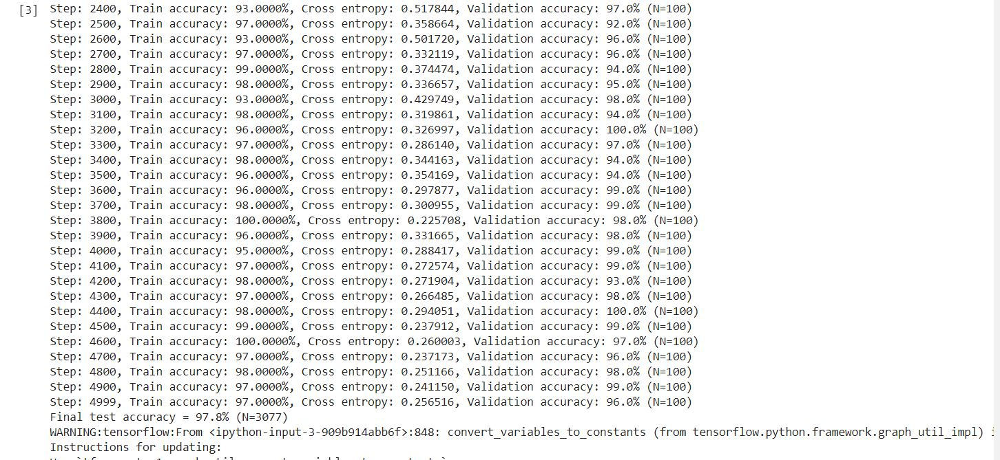 [3] Step: 2400, Train accuracy: 93.0000%, Cross entropy: 0.517844, Validation accuracy: 97.0% (N=100)
Step: 2500, Train accuracy: 97.0000%, Cross entropy: 0.358664, Validation accuracy: 92.0% (N=100)
Step: 2600, Train accuracy: 93.0000%, Cross entropy: 0.501720, Validation accuracy: 96.0% (N=100)
Step: 2700, Train accuracy: 97.0000%, Cross entropy: 0.332119, Validation accuracy: 96.0% (N=100)
Step: 2800, Train accuracy: 99.0000%, Cross entropy: 0.374474, Validation accuracy: 94.0% (N=100)
Step: 2900, Train accuracy: 98.0000%, Cross entropy: 0.336657, Validation accuracy: 95.0% (N=100)
Step: 3000, Train accuracy: 93.0000%, Cross entropy: 0.429749, Validation accuracy: 98.0% (N=100)
Step: 3100, Train accuracy: 98.0000%, Cross entropy: 0.319861, Validation accuracy: 94.0% (N=100)
Step: 3200, Train accuracy: 96.0000%, Cross entropy: 0.326997, Validation accuracy: 100.0% (N=100)
Step: 3300, Train accuracy: 97.0000%, Cross entropy: 0.286140, Validation accuracy: 97.0% (N=100)
Step: 3400, Train accuracy: 98.0000%, Cross entropy: 0.344163, Validation accuracy: 94.0% (N=100)
Step: 3500, Train accuracy: 96.0000%, Cross entropy: 0.354169, Validation accuracy: 94.0% (N=100)
Step: 3600, Train accuracy: 96.0000%, Cross entropy: 0.297877, Validation accuracy: 99.0% (N=100)
Step: 3700, Train accuracy: 98.0000%, Cross entropy: 0.300955, Validation accuracy: 99.0% (N=100)
Step: 3800, Train accuracy: 100.0000%, Cross entropy: 0.225708, Validation accuracy: 98.0% (N=100)
Step: 3900, Train accuracy: 96.0000%, Cross entropy: 0.331665, Validation accuracy: 98.0% (N=100)
Step: 4000, Train accuracy: 95.0000%, Cross entropy: 0.288417, Validation accuracy: 99.0% (N=100)
Step: 4100, Train accuracy: 97.0000%, Cross entropy: 0.272574, Validation accuracy: 99.0% (N=100)
Step: 4200, Train accuracy: 98.0000%, Cross entropy: 0.271904, Validation accuracy: 93.0% (N=100)
Step: 4300, Train accuracy: 97.0000%, Cross entropy: 0.266485, Validation accuracy: 98.0% (N=100)
Step: 4400, Train accuracy: 98.0000%, Cross entropy: 0.294051, Validation accuracy: 100.0% (N=100)
Step: 4500, Train accuracy: 99.0000%, Cross entropy: 0.237912, Validation accuracy: 99.0% (N=100)
Step: 4600, Train accuracy: 100.0000%, Cross entropy: 0.260003, Validation accuracy: 97.0% (N=100)
Step: 4700, Train accuracy: 97.0000%, Cross entropy: 0.237173, Validation accuracy: 96.0% (N=100)
Step: 4800, Train accuracy: 98.0000%, Cross entropy: 0.251166, Validation accuracy: 98.0% (N=100)
Step: 4900, Train accuracy: 97.0000%, Cross entropy: 0.241150, Validation accuracy: 99.0% (N=100)
Step: 4999, Train accuracy: 97.0000%, Cross entropy: 0.256516, Validation accuracy: 96.0% (N=100)
Final test accuracy = 97.8% (N=3077)
WARNING:tensorflow:From <ipython-input-3-909b914abb6f>:848: convert_variables_to_constants (from tensorflow.python.framework.graph_util_impl)
Instructions for updating: